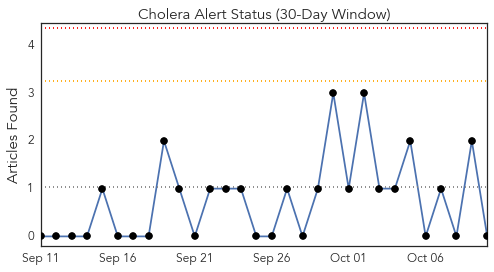 Cholera Alert Status (30-Day Window)
Articles Found
4
3
2
1
0
Sep 11 Sep 16 Sep 21 Sep 26 Oct 01 Oct 06